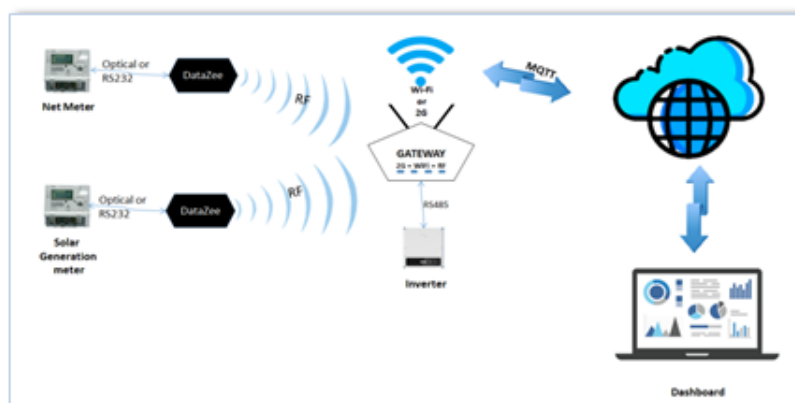 Optical or
RS232
DataZee
Net Meter
RF
Wi-Fi
or
2G
MQTT
GATEWAY
2G + WIFI + RF
Optical or
RS232
DataZee
RF
RS485
Solar
Generation
meter
Inverter
Dashboard